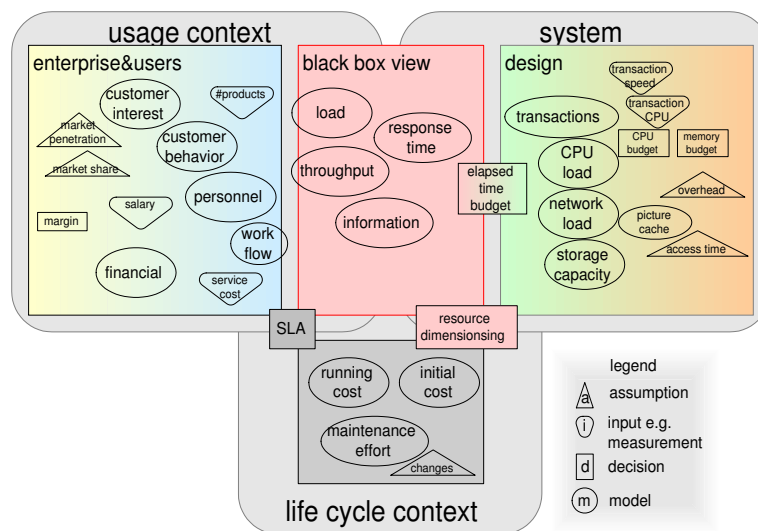 usage context
system
enterprise&users
black box view
design
customer
interest
#products
market
penetration
customer
behavior
market share
personnel
salary
margin
work
flow
financial
service
cost
load
response
time
throughput
information
elapsed
time
budget
transaction
speed
transaction
CPU
transactions
CPU
budget
memory
budget
CPU
load
overhead
network
load
picture
cache
access time
storage
capacity
SLA
resource
dimensionsing
running
cost
initial
cost
maintenance
effort
changes
life cycle context
legend
a
assumption
i
input e.g.
measurement
d
decision
m
model